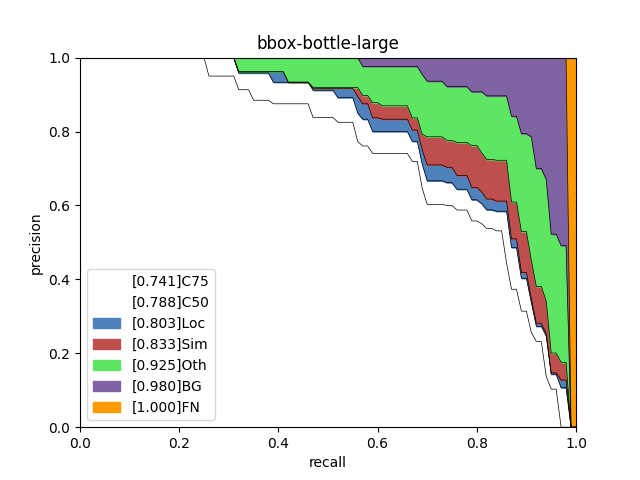 bbox-bottle-large
precision
1.0
0.8
0.6
0.4
0.2
0.0
[0.741]C75
[0.788]C50
[0.803]Loc
[0.833]Sim
[0.925]Oth
[0.980]BG
[1.000]FN
0.0 0.2 0.4 0.6 0.8 1.0
recall